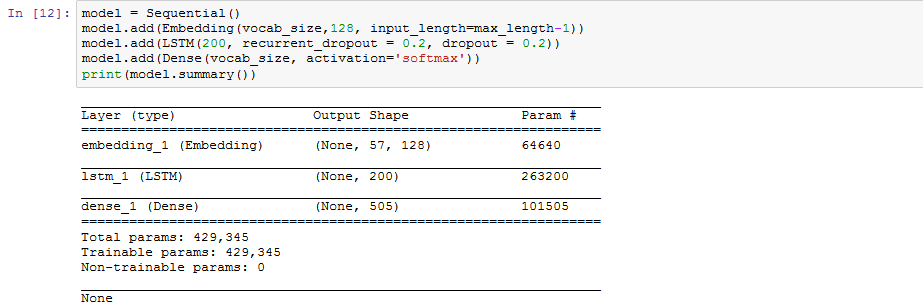 In [12]: model = Sequential()
model.add(Embedding(vocab_size,128, input_length=max_length-1))
model.add(LSTM(200, recurrent_dropout = 0.2, dropout = 0.2))
model.add(Dense(vocab_size, activation='softmax'))
print(model.summary())
_________________________________________________________________
Layer (type)                 Output Shape              Param #
=================================================================
embedding_1 (Embedding)      (None, 57, 128)           64640
_________________________________________________________________
lstm_1 (LSTM)                (None, 200)               263200
_________________________________________________________________
dense_1 (Dense)              (None, 505)               101505
=================================================================
Total params: 429,345
Trainable params: 429,345
Non-trainable params: 0
_________________________________________________________________
None